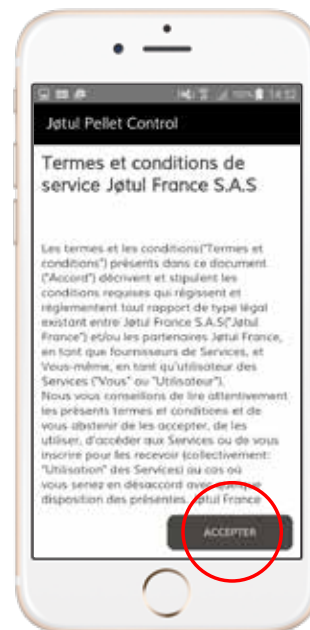 100% 14:52
Jøtul Pellet Control
Termes et conditions de
service Jøtul France S.A.S
Les termes et les conditions("Termes et
conditions") présents dans ce document
("Accord") décrivent et stipulent les
conditions requises qui régissent et
réglementent tout rapport de type légal
existant entre Jøtul France S.A.S("Jøtul
France") et/ou les partenaires Jøtul France,
en tant que fournisseurs de Services, et
Vous-même, en tant qu'utilisateur des
Services ("Vous" ou "Utilisateur").
Nous vous conseillons de lire attentivement
les présents termes et conditions et de
vous abstenir de les accepter, de les
utiliser, d'accéder aux Services ou de vous
inscrire pour les recevoir (collectivement:
"Utilisation" des Services) au cas où
vous seriez en désaccord avec quelque
disposition des présentes. Jøtul France
ACCEPTER